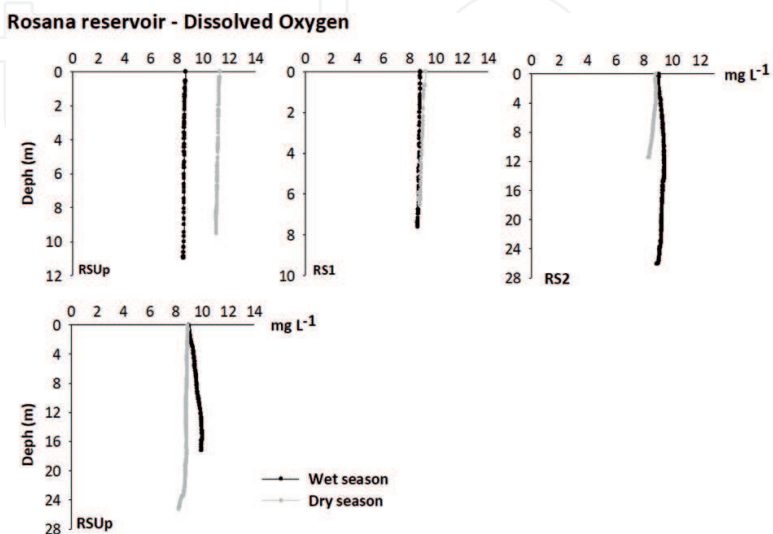 Rosana reservoir - Dissolved Oxygen
0 2 4 6 8 10 12 14
0
2
4
6
8
10
12
Deph (m)
RSUp
0 2 4 6 8 10 12 14
0
2
4
6
8
10
RS1
0 2 4 6 8 10 12 mg L-1
0
4
8
12
16
20
24
28
RS2
0 2 4 6 8 10 12 14 mg L-1
0
4
8
12
16
20
24
28
Deph (m)
RSUp
Wet season
Dry season